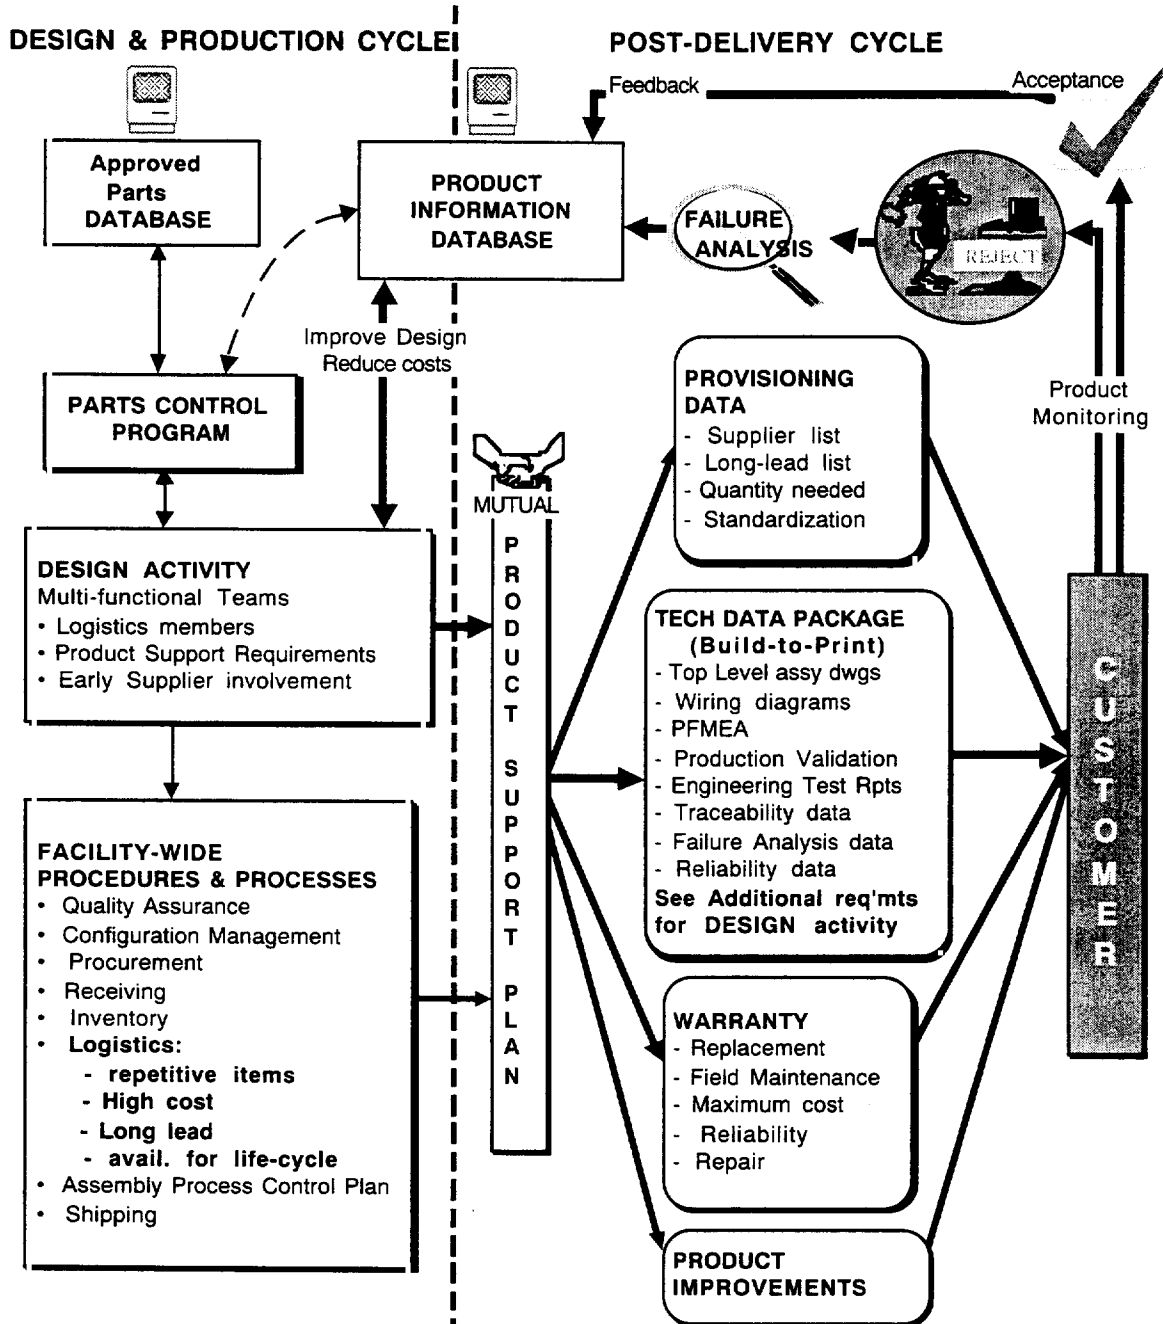 DESIGN & PRODUCTION CYCLE
POST-DELIVERY CYCLE
Feedback
Acceptance
Approved
Parts
DATABASE
PRODUCT
INFORMATION
DATABASE
FAILURE
ANALYSIS
REJECT
Improve Design
Reduce costs
PARTS CONTROL
PROGRAM
Product
Monitoring
DESIGN ACTIVITY
Multi-functional Teams
• Logistics members
• Product Support Requirements
• Early Supplier involvement
FACILITY-WIDE
PROCEDURES & PROCESSES
• Quality Assurance
• Configuration Management
• Procurement
• Receiving
• Inventory
• Logistics:
- repetitive items
- High cost
- Long lead
- avail. for life-cycle
• Assembly Process Control Plan
• Shipping
MUTUAL
PRODUCT SUPPORT PLAN
PROVISIONING
DATA
- Supplier list
- Long-lead list
- Quantity needed
- Standardization
TECH DATA PACKAGE
(Build-to-Print)
- Top Level assy dwgs
- Wiring diagrams
- PFMEA
- Production Validation
- Engineering Test Rpts
- Traceability data
- Failure Analysis data
- Reliability data
See Additional req'mts
for DESIGN activity
WARRANTY
- Replacement
- Field Maintenance
- Maximum cost
- Reliability
- Repair
PRODUCT
IMPROVEMENTS
CUSTOMER